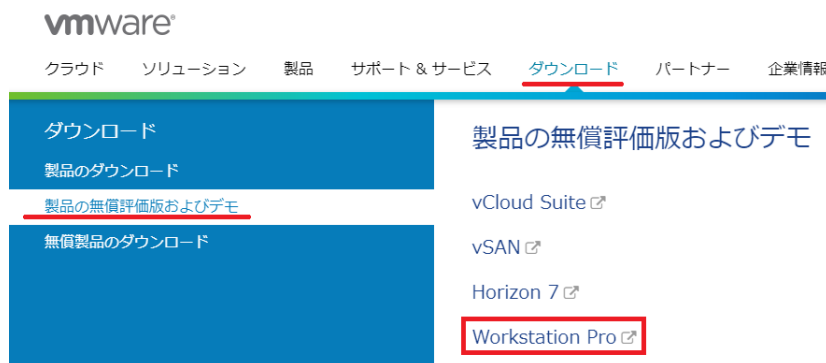 vmware
クラウド ソリューション 製品 サポート & サービス ダウンロード パートナー 企業情報
ダウンロード
製品のダウンロード
製品の無償評価版およびデモ
無償製品のダウンロード
製品の無償評価版およびデモ
vCloud Suite
vSAN
Horizon 7
Workstation Pro